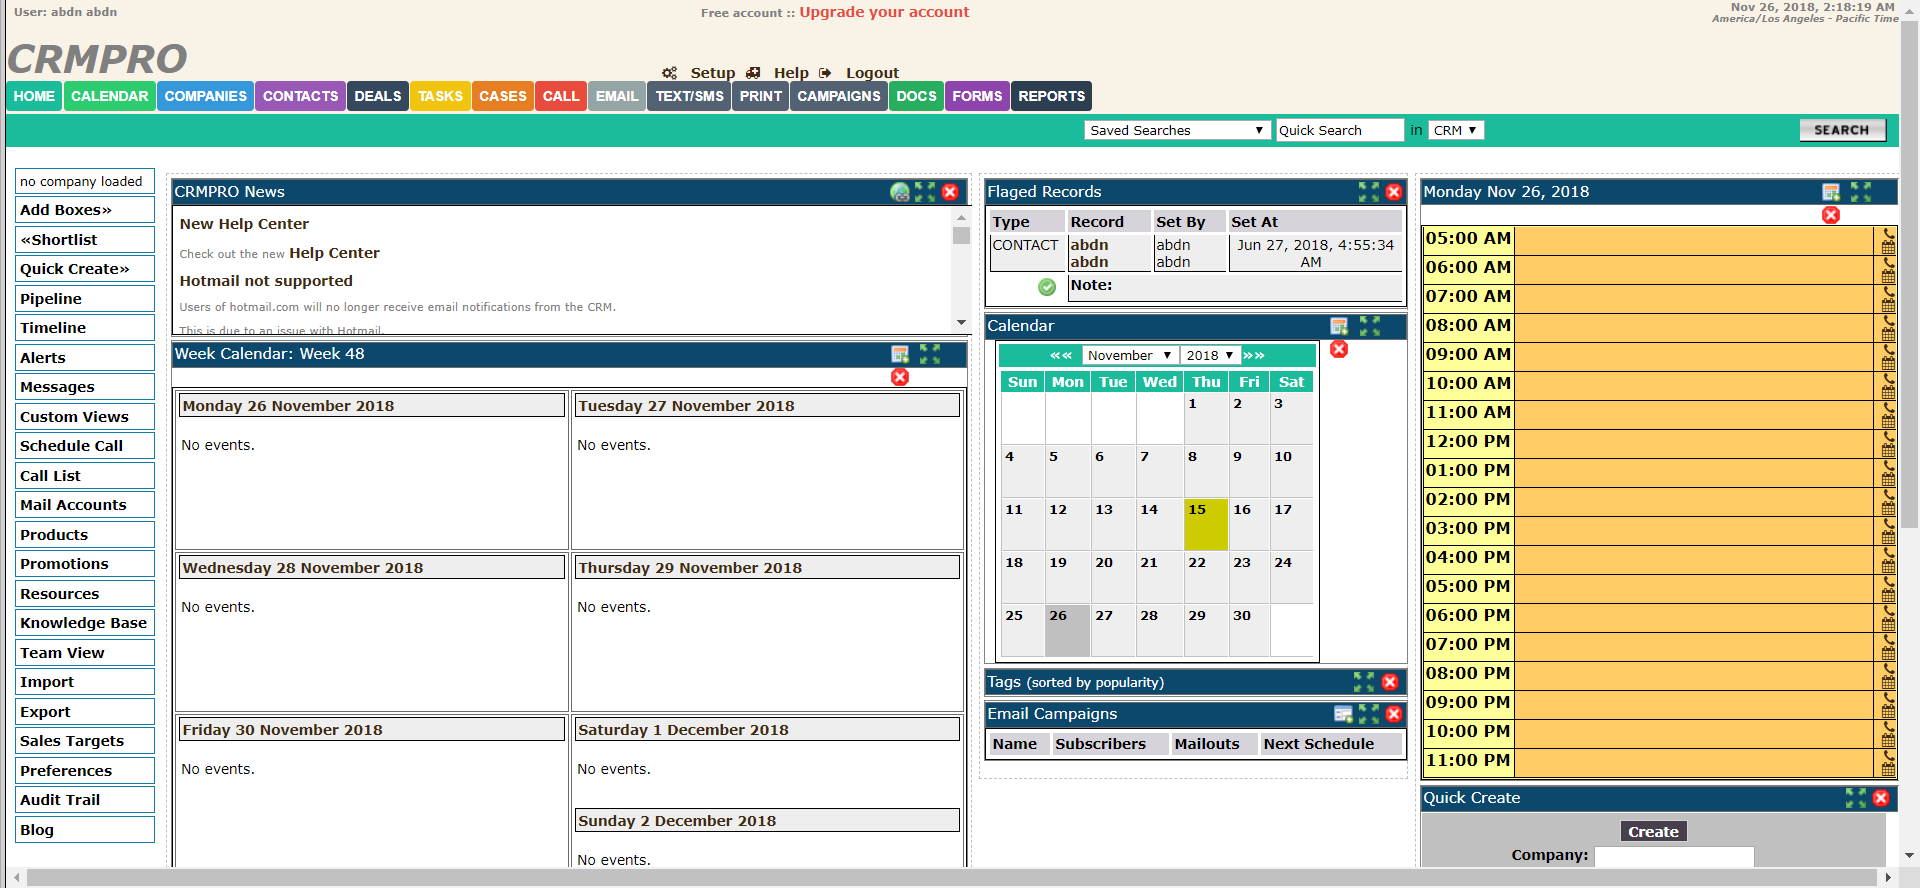 User: abdn abdn
Free account :: Upgrade your account
Nov 26, 2018, 2:18:19 AM
America/Los Angeles - Pacific Time
CRMPRO
Setup Help Logout
HOME CALENDAR COMPANIES CONTACTS DEALS TASKS CASES CALL EMAIL TEXT/SMS PRINT CAMPAIGNS DOCS FORMS REPORTS
Saved Searches Quick Search in CRM SEARCH
no company loaded
Add Boxes»
«Shortlist
Quick Create»
Pipeline
Timeline
Alerts
Messages
Custom Views
Schedule Call
Call List
Mail Accounts
Products
Promotions
Resources
Knowledge Base
Team View
Import
Export
Sales Targets
Preferences
Audit Trail
Blog
CRMPRO News
New Help Center
Check out the new Help Center
Hotmail not supported
Users of hotmail.com will no longer receive email notifications from the CRM.
This is due to an issue with Hotmail.
Week Calendar: Week 48
Monday 26 November 2018
No events.
Tuesday 27 November 2018
No events.
Wednesday 28 November 2018
No events.
Thursday 29 November 2018
No events.
Friday 30 November 2018
No events.
Saturday 1 December 2018
No events.
Sunday 2 December 2018
No events.
Flaged Records
Type Record Set By Set At
CONTACT abdn abdn Jun 27, 2018, 4:55:34
abdn abdn AM
Note:
Calendar
«« November 2018 »»
Sun Mon Tue Wed Thu Fri Sat
1 2 3
4 5 6 7 8 9 10
11 12 13 14 15 16 17
18 19 20 21 22 23 24
25 26 27 28 29 30
Tags (sorted by popularity)
Email Campaigns
Name Subscribers Mailouts Next Schedule
Monday Nov 26, 2018
05:00 AM
06:00 AM
07:00 AM
08:00 AM
09:00 AM
10:00 AM
11:00 AM
12:00 PM
01:00 PM
02:00 PM
03:00 PM
04:00 PM
05:00 PM
06:00 PM
07:00 PM
08:00 PM
09:00 PM
10:00 PM
11:00 PM
Quick Create
Create
Company: